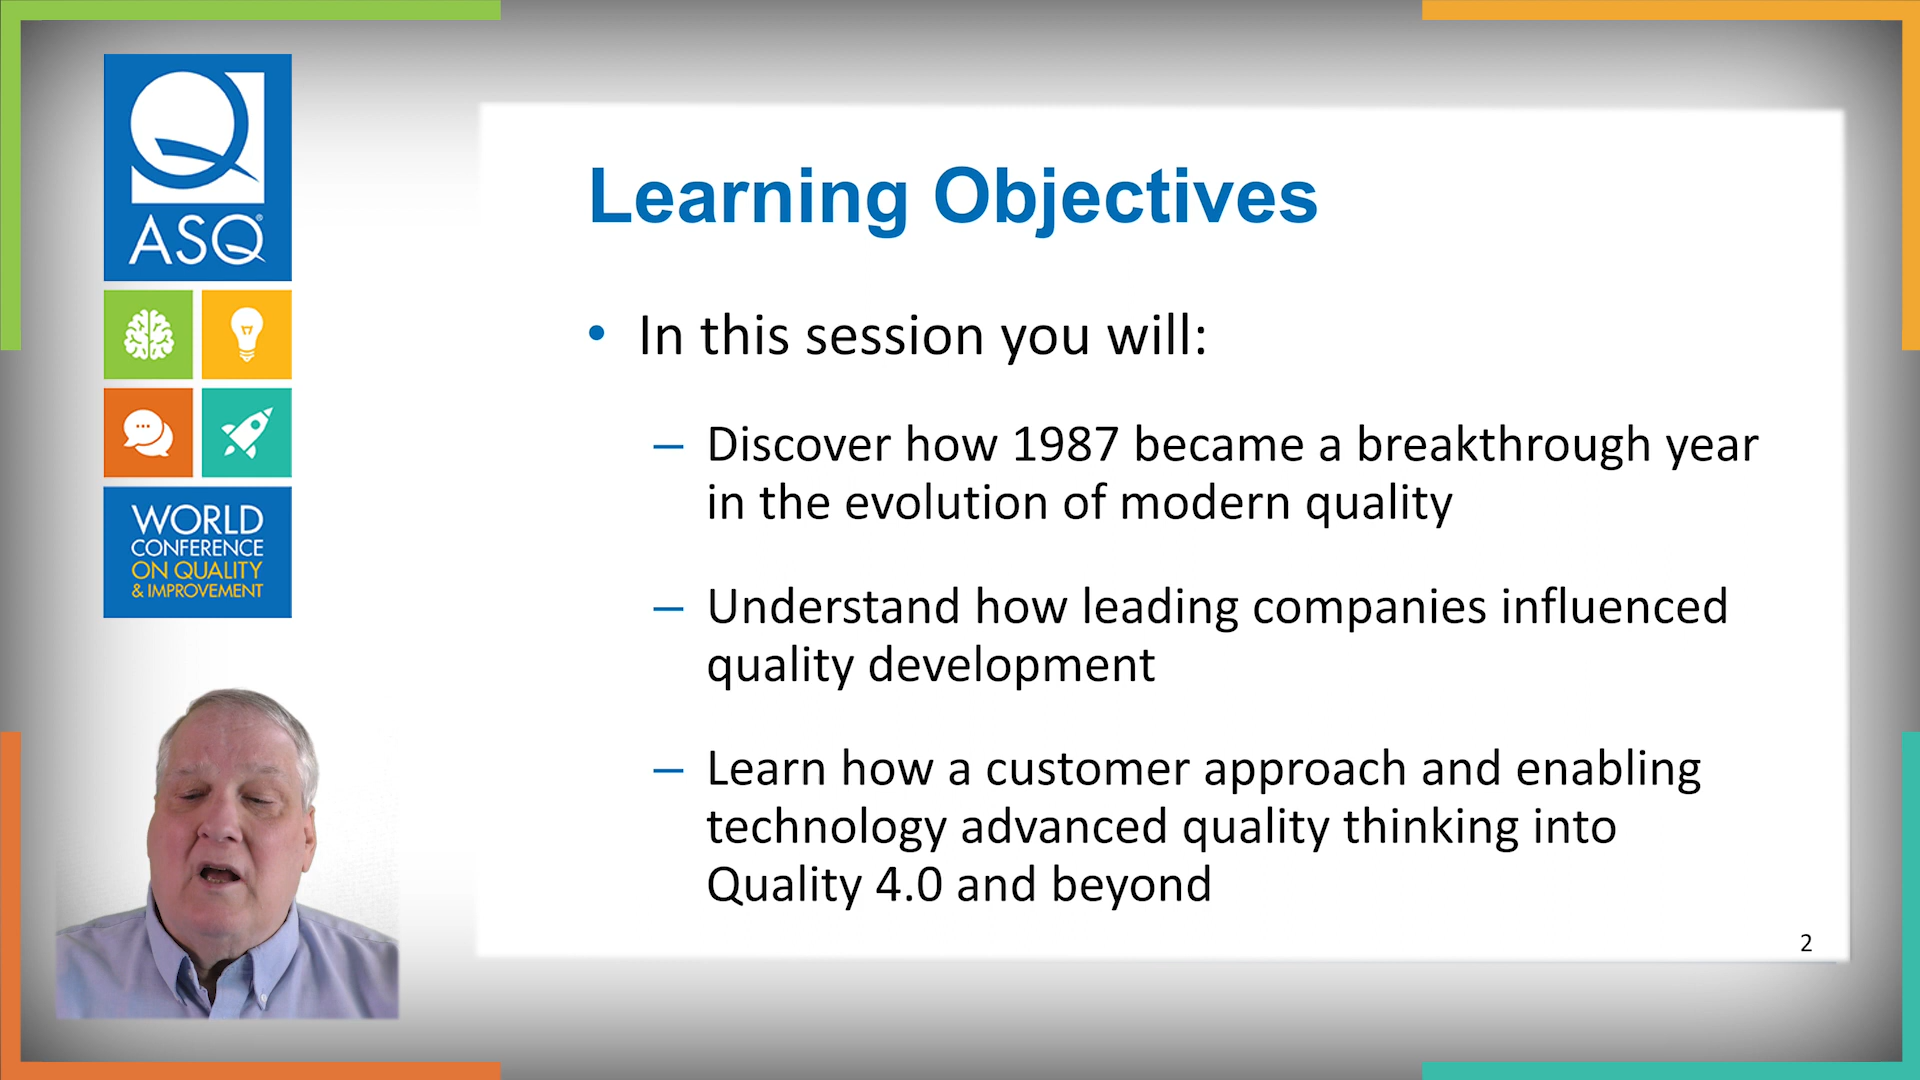 ASQ
WORLD
CONFERENCE
ON QUALITY
& IMPROVEMENT
Learning Objectives
• In this session you will:
– Discover how 1987 became a breakthrough year
in the evolution of modern quality
– Understand how leading companies influenced
quality development
– Learn how a customer approach and enabling
technology advanced quality thinking into
Quality 4.0 and beyond
2